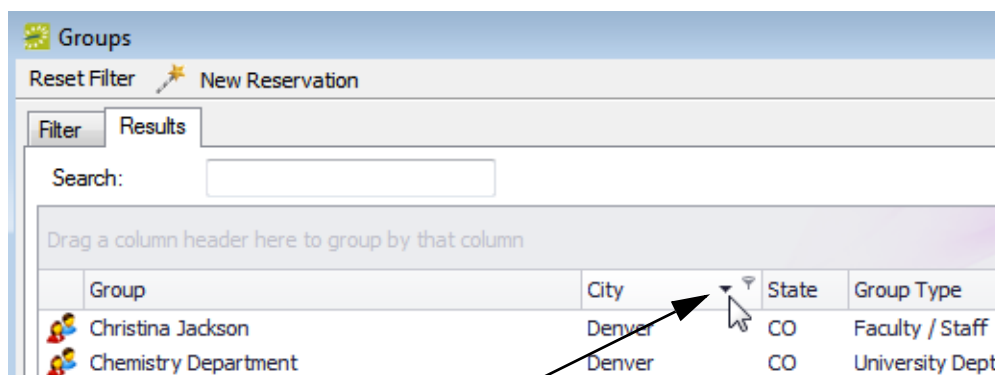 Groups
Reset Filter New Reservation
Filter Results
Search:
Drag a column header here to group by that column
Group City State Group Type
Christina Jackson Denver CO Faculty / Staff
Chemistry Department Denver CO University Dept